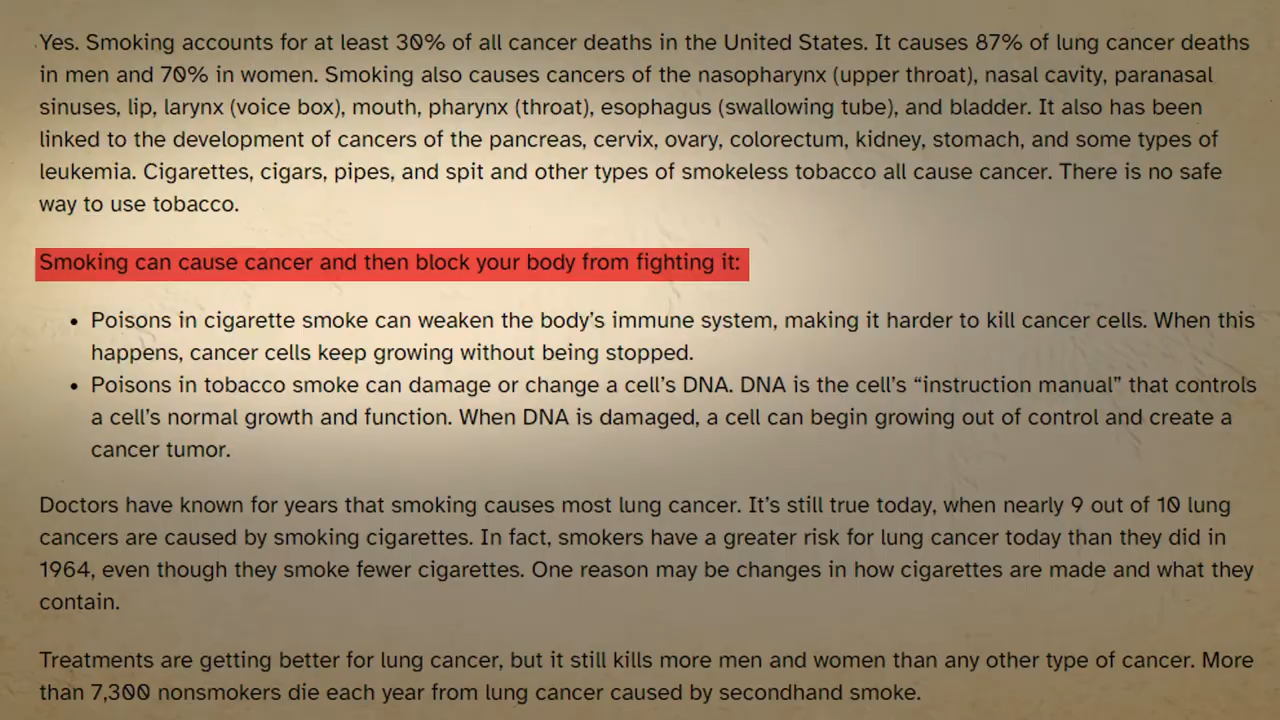 Yes. Smoking accounts for at least 30% of all cancer deaths in the United States. It causes 87% of lung cancer deaths
in men and 70% in women. Smoking also causes cancers of the nasopharynx (upper throat), nasal cavity, paranasal
sinuses, lip, larynx (voice box), mouth, pharynx (throat), esophagus (swallowing tube), and bladder. It also has been
linked to the development of cancers of the pancreas, cervix, ovary, colorectum, kidney, stomach, and some types of
leukemia. Cigarettes, cigars, pipes, and spit and other types of smokeless tobacco all cause cancer. There is no safe
way to use tobacco.
Smoking can cause cancer and then block your body from fighting it:
• Poisons in cigarette smoke can weaken the body’s immune system, making it harder to kill cancer cells. When this
happens, cancer cells keep growing without being stopped.
• Poisons in tobacco smoke can damage or change a cell’s DNA. DNA is the cell’s “instruction manual” that controls
a cell’s normal growth and function. When DNA is damaged, a cell can begin growing out of control and create a
cancer tumor.
Doctors have known for years that smoking causes most lung cancer. It’s still true today, when nearly 9 out of 10 lung
cancers are caused by smoking cigarettes. In fact, smokers have a greater risk for lung cancer today than they did in
1964, even though they smoke fewer cigarettes. One reason may be changes in how cigarettes are made and what they
contain.
Treatments are getting better for lung cancer, but it still kills more men and women than any other type of cancer. More
than 7,300 nonsmokers die each year from lung cancer caused by secondhand smoke.